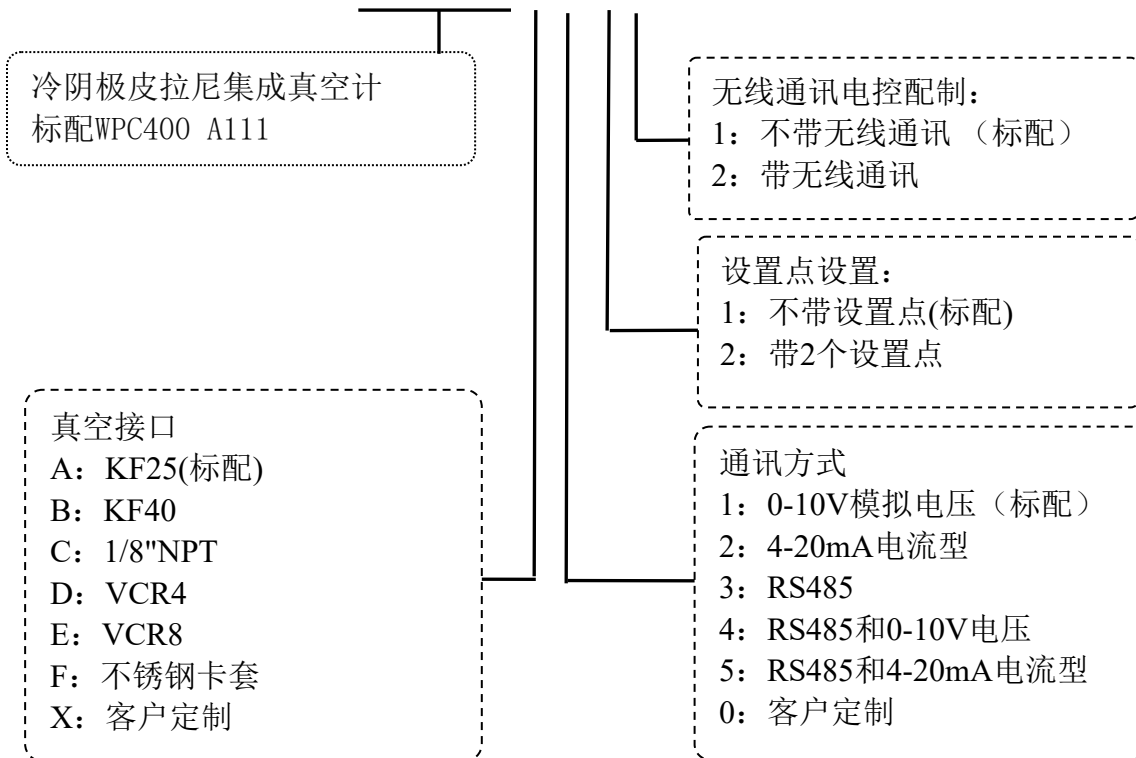 冷阴极皮拉尼集成真空计
标配WPC400 A111
无线通讯电控配制：
1：不带无线通讯 （标配）
2：带无线通讯
设置点设置：
1：不带设置点(标配)
2：带2个设置点
真空接口
A：KF25(标配)
B：KF40
C：1/8"NPT
D：VCR4
E：VCR8
F：不锈钢卡套
X：客户定制
通讯方式
1：0-10V模拟电压（标配）
2：4-20mA电流型
3：RS485
4：RS485和0-10V电压
5：RS485和4-20mA电流型
0：客户定制